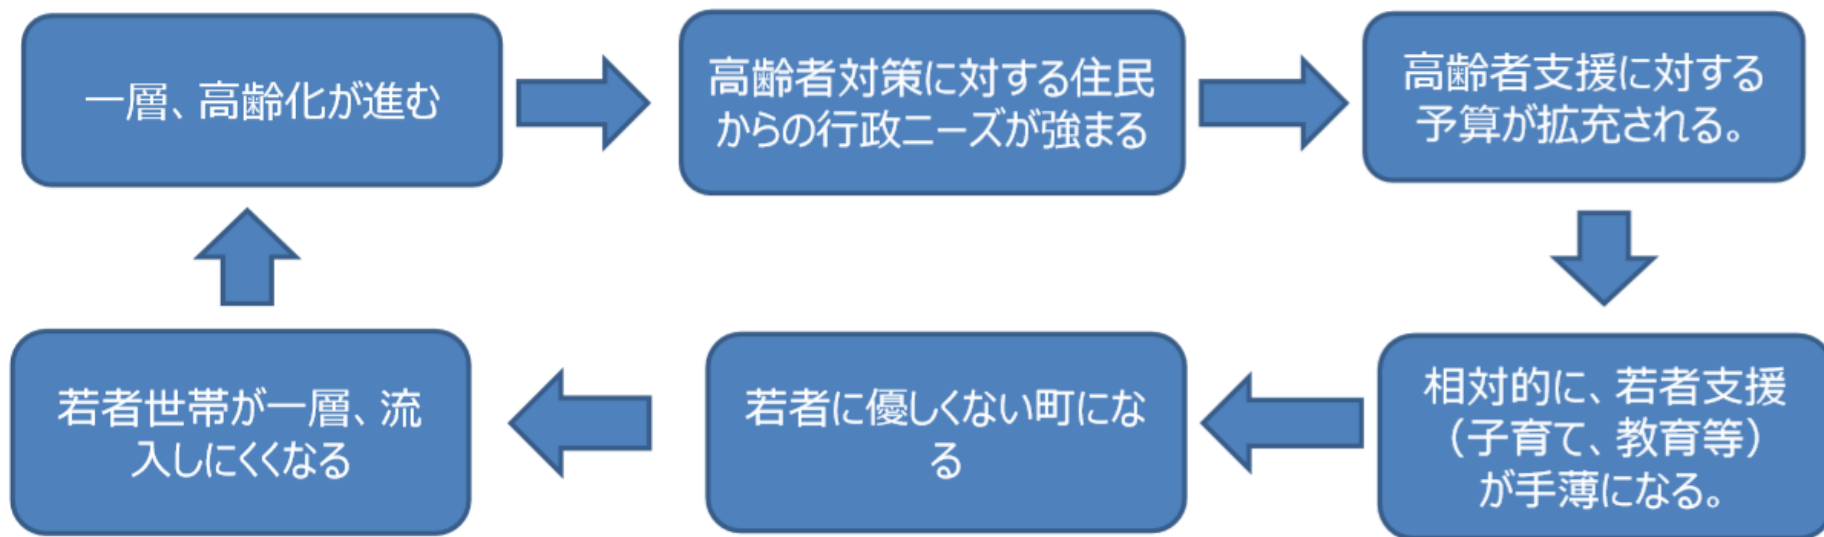 一層、高齢化が進む
高齢者対策に対する住民
からの行政ニーズが強まる
高齢者支援に対する
予算が拡充される。
相対的に、若者支援
（子育て、教育等）
が手薄になる。
若者に優しくない町にな
る
若者世帯が一層、流
入しにくくなる